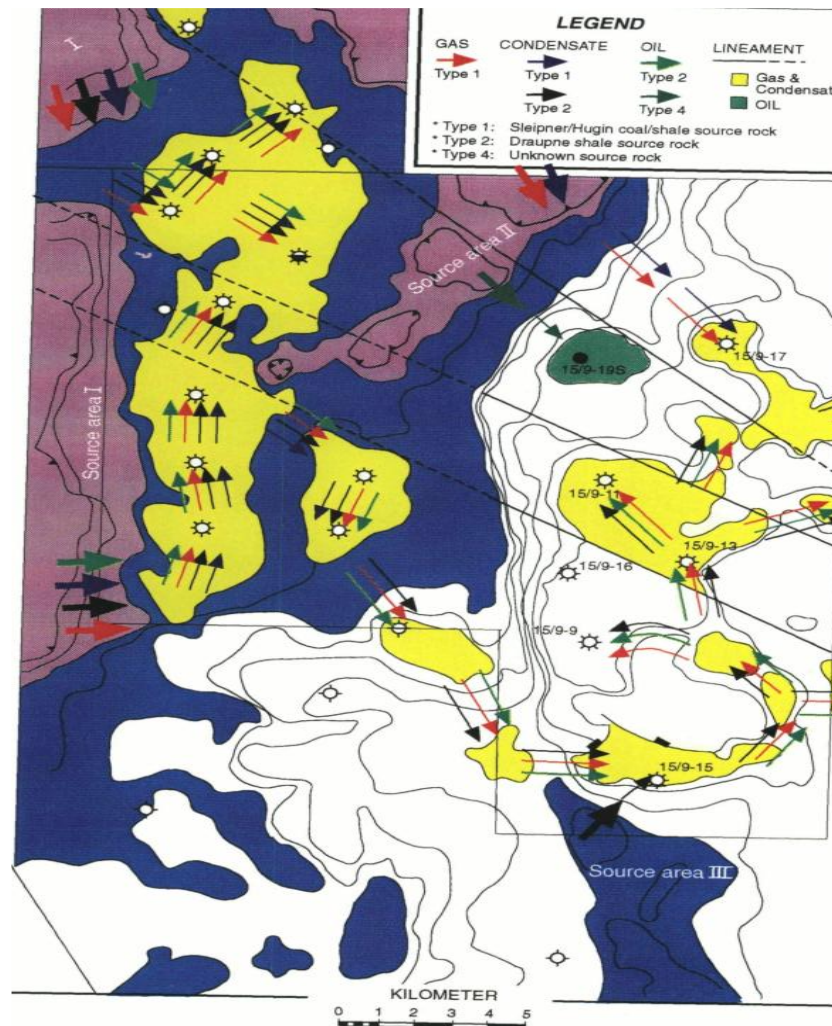 LEGEND
GAS CONDENSATE OIL LINEAMENT
Type 1 Type 1 Type 2
Gas &
Condensat
Type 2 Type 4 OIL
* Type 1: Sleipner/Hugin coal/shale source rock
* Type 2: Draupne shale source rock
* Type 4: Unknown source rock
I
Source area II
15/9-17
15/9-19S
Source area I
15/9-11
15/9-13
15/9-16
15/9-9
15/9-15
Source area III
KILOMETER
0 1 2 3 4 5